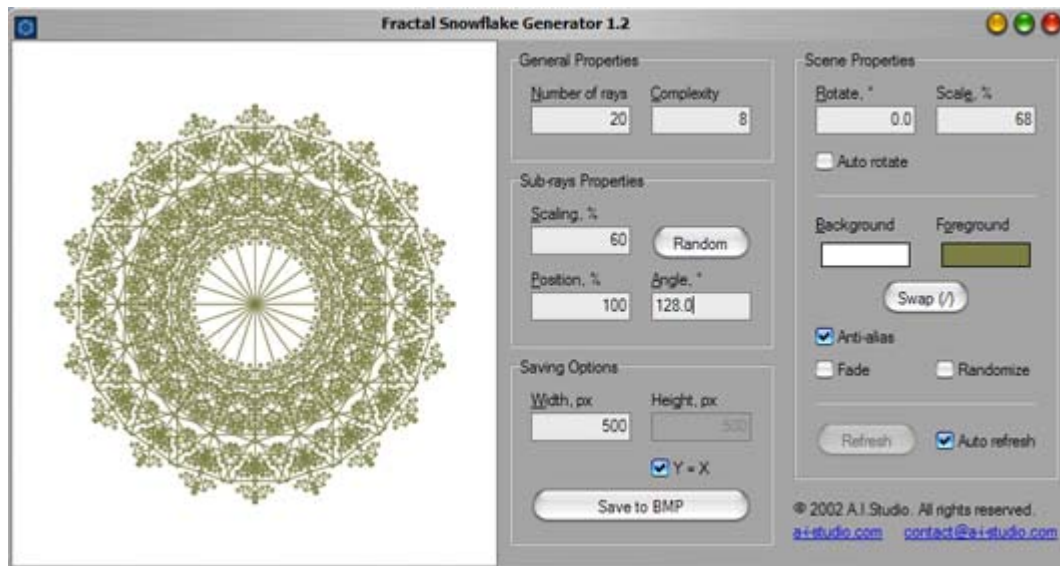 Fractal Snowflake Generator 1.2
General Properties
Number of rays Complexity
20 8
Sub-rays Properties
Scaling, %
60 Random
Position, % Angle, °
100 128.0
Saving Options
Width, px Height, px
500 500
Y = X
Save to BMP
Scene Properties
Rotate, ° Scale, %
0.0 68
Auto rotate
Background Foreground
Swap (/)
Anti-alias
Fade Randomize
Refresh Auto refresh
© 2002 A.I.Studio. All rights reserved.
a-i-studio.com contact@a-i-studio.com